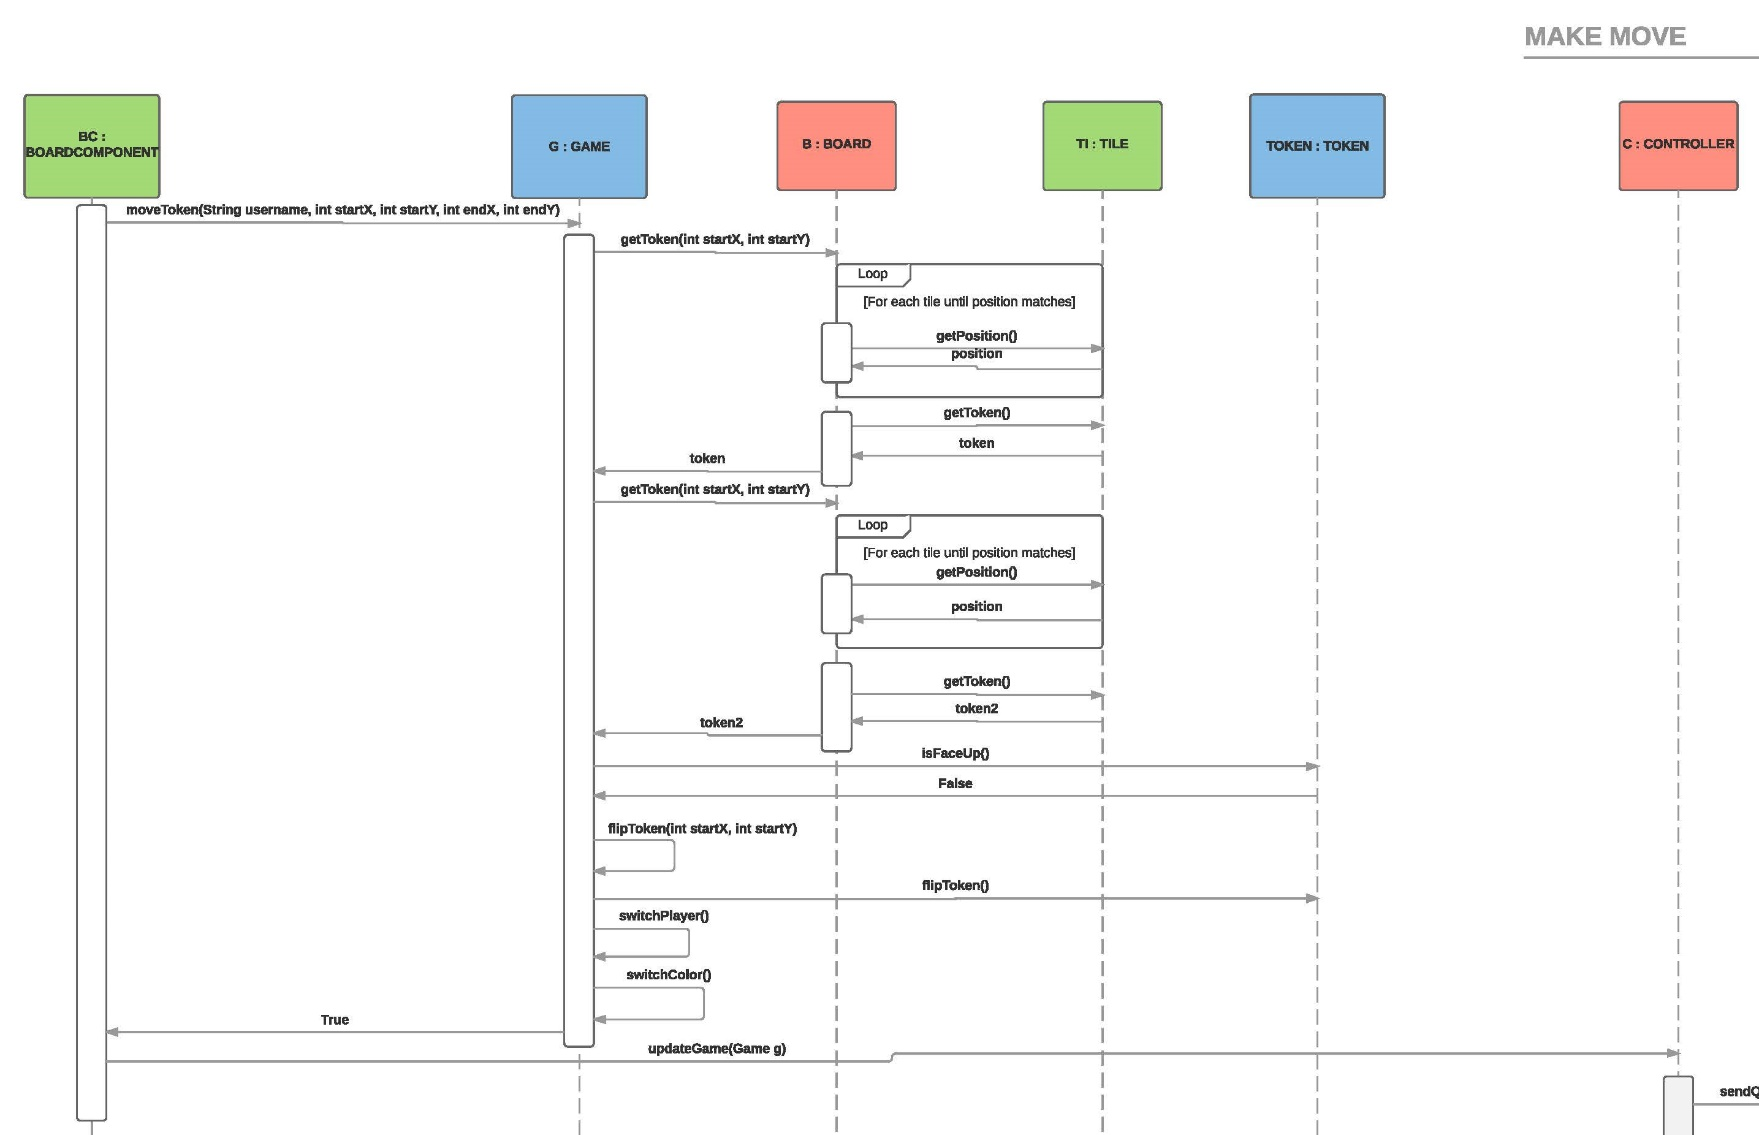 MAKE MOVE
BC :
BOARDCOMPONENT
G : GAME
B : BOARD
TI : TILE
TOKEN : TOKEN
C : CONTROLLER
moveToken(String username, int startX, int startY, int endX, int endY)
getToken(int startX, int startY)
Loop
[For each tile until position matches]
getPosition()
position
getToken()
token
token
getToken(int startX, int startY)
Loop
[For each tile until position matches]
getPosition()
position
getToken()
token2
token2
isFaceUp()
False
flipToken(int startX, int startY)
flipToken()
switchPlayer()
switchColor()
True
updateGame(Game g)
sendQ